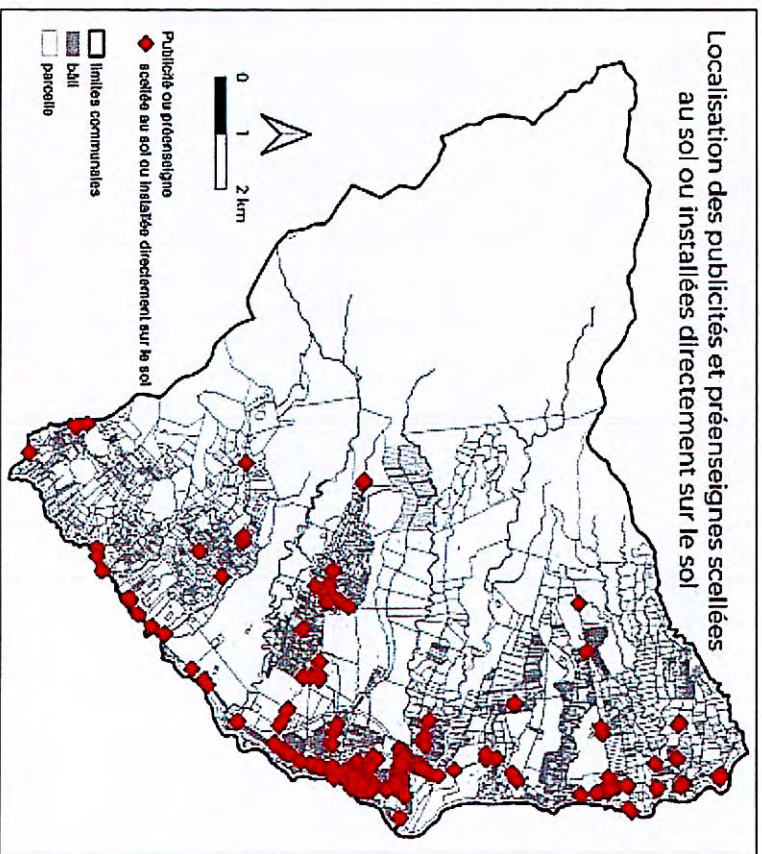 Localisation des publicités et préenseignes scellées
au sol ou installées directement sur le sol
0 1 2 km
Publicité ou préenseigne
scellée au sol ou installée directement sur le sol
limites communales
bâti
parcelle